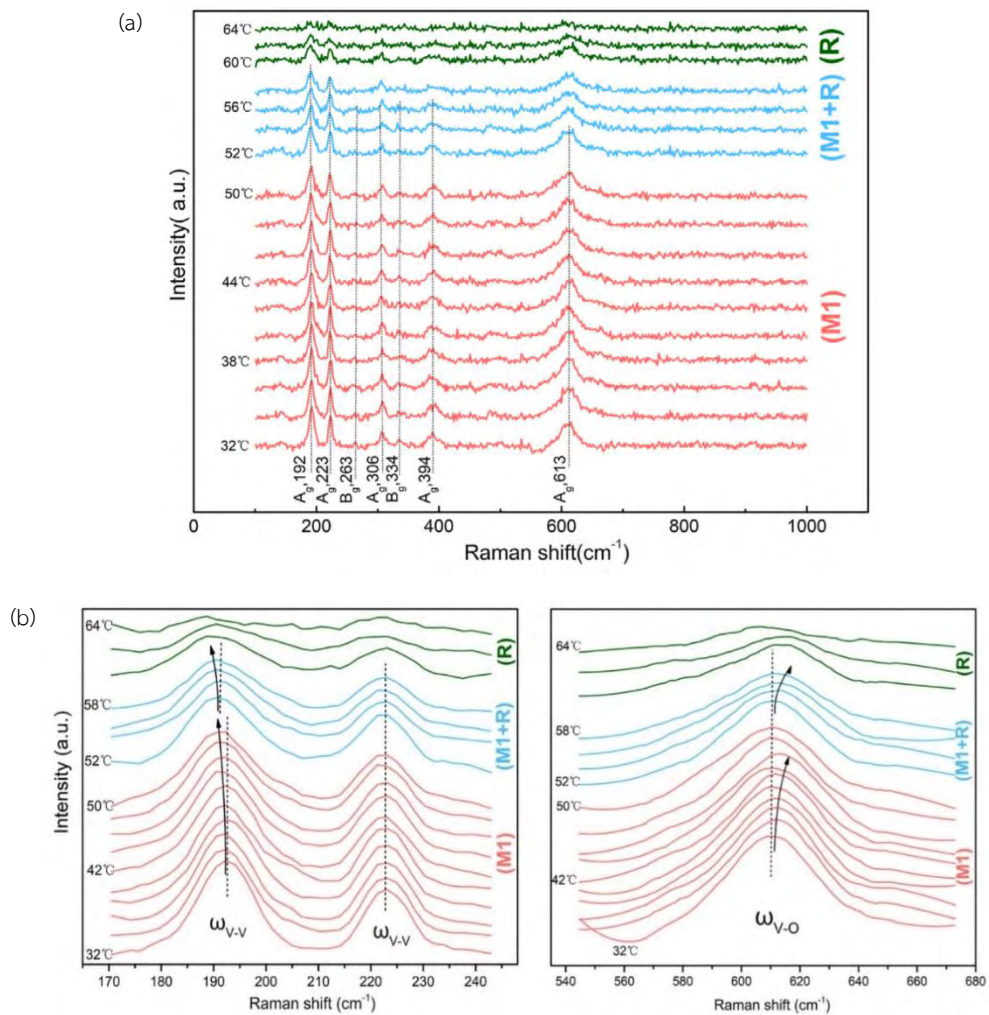 (a)
64℃
60℃
56℃
52℃
50℃
44℃
38℃
32℃
(R)
(M1+R)
(M1)
Intensity( a.u.)
Ag,192
Ag,223
Bg,263
Ag,306
Bg,334
Ag,394
Ag,613
0 200 400 600 800 1000
Raman shift(cm-1)
(b)
64℃
58℃
52℃
50℃
42℃
32℃
(R)
(M1+R)
(M1)
ωV-V
ωV-V
Intensity (a.u.)
170 180 190 200 210 220 230 240
Raman shift (cm-1)
64℃
58℃
52℃
50℃
42℃
32℃
(R)
(M1+R)
(M1)
ωV-O
540 560 580 600 620 640 660 680
Raman shift (cm-1)